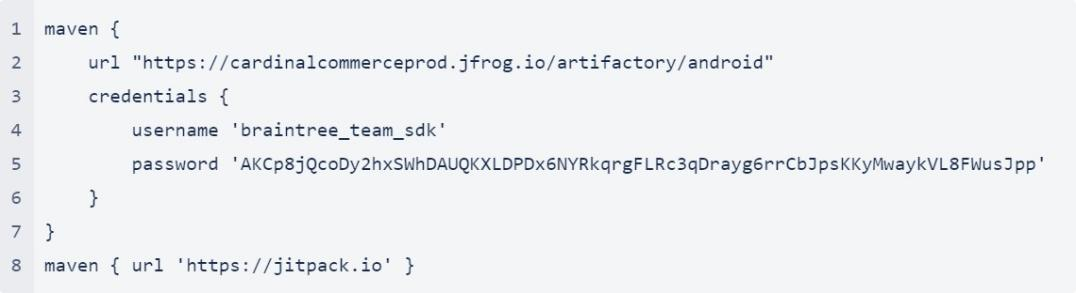 1 maven {
2 url "https://cardinalcommerceprod.jfrog.io/artifactory/android"
3 credentials {
4 username 'braintree_team_sdk'
5 password 'AKCp8jQcoDy2hxSWhDAUQKXLDPDx6NYRkqrgFLRc3qDrayg6rrCbJpsKKyMwaykVL8FWusJpp'
6 }
7 }
8 maven { url 'https://jitpack.io' }